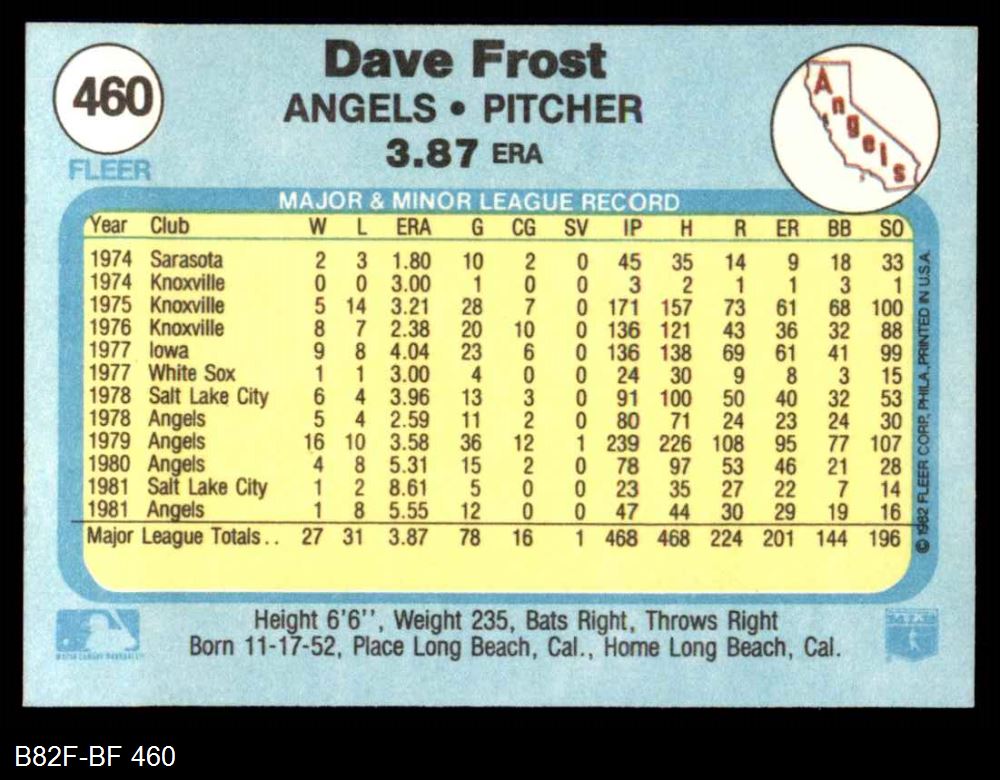 460
FLEER
Dave Frost
ANGELS • PITCHER
3.87 ERA
Angels
MAJOR & MINOR LEAGUE RECORD
Year Club W L ERA G CG SV IP H R ER BB SO
1974 Sarasota 2 3 1.80 10 2 0 45 35 14 9 18 33
1974 Knoxville 0 0 3.00 1 0 0 3 2 1 1 3 1
1975 Knoxville 5 14 3.21 28 7 0 171 157 73 61 68 100
1976 Knoxville 8 7 2.38 20 10 0 136 121 43 36 32 88
1977 Iowa 9 8 4.04 23 6 0 136 138 69 61 41 99
1977 White Sox 1 1 3.00 4 0 0 24 30 9 8 3 15
1978 Salt Lake City 6 4 3.96 13 3 0 91 100 50 40 32 53
1978 Angels 5 4 2.59 11 2 0 80 71 24 23 24 30
1979 Angels 16 10 3.58 36 12 1 239 226 108 95 77 107
1980 Angels 4 8 5.31 15 2 0 78 97 53 46 21 28
1981 Salt Lake City 1 2 8.61 5 0 0 23 35 27 22 7 14
1981 Angels 1 8 5.55 12 0 0 47 44 30 29 19 16
Major League Totals . . 27 31 3.87 78 16 1 468 468 224 201 144 196
© 1982 FLEER CORP., PHILA., PRINTED IN U.S.A.
Height 6'6'', Weight 235, Bats Right, Throws Right
Born 11-17-52, Place Long Beach, Cal., Home Long Beach, Cal.
B82F-BF 460